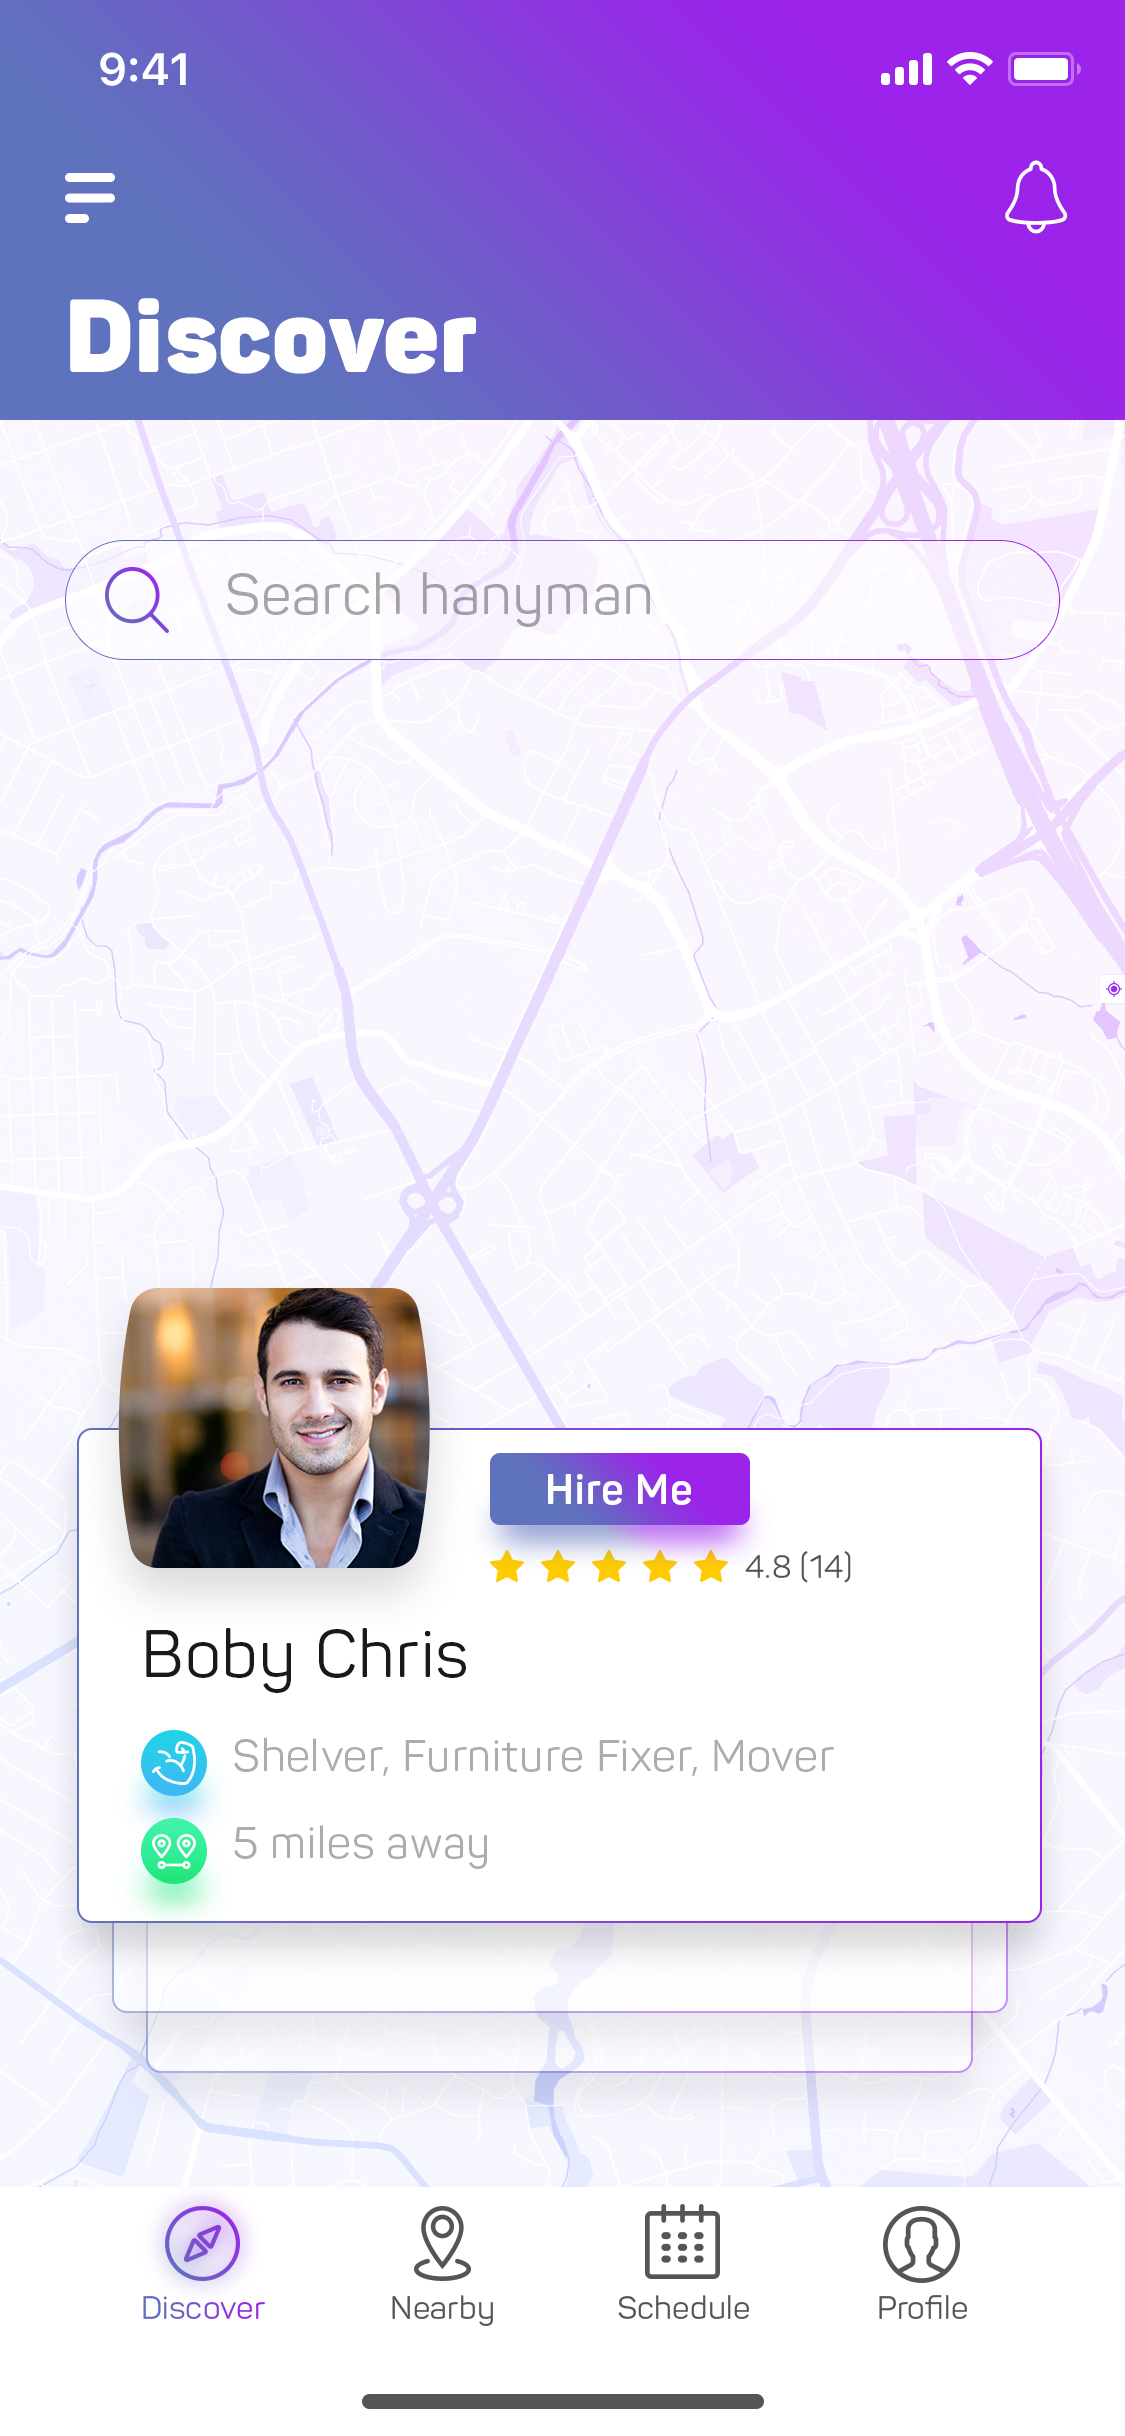 9:41
Discover
Search hanyman
Hire Me
4.8 (14)
Boby Chris
Shelver, Furniture Fixer, Mover
5 miles away
Discover
Nearby
Schedule
Profile